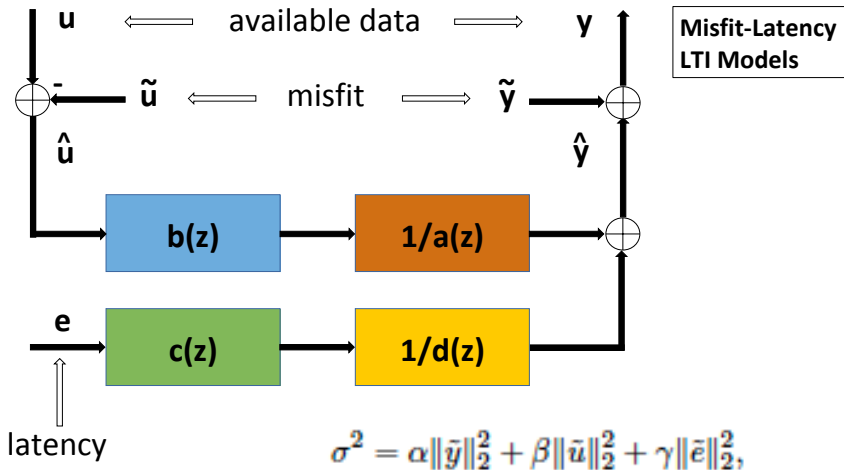 u available data y
Misfit-Latency
LTI Models
- ũ misfit ỹ
û ŷ
b(z) 1/a(z)
e
c(z) 1/d(z)
latency
σ² = α‖ỹ‖₂² + β‖ũ‖₂² + γ‖ẽ‖₂²,